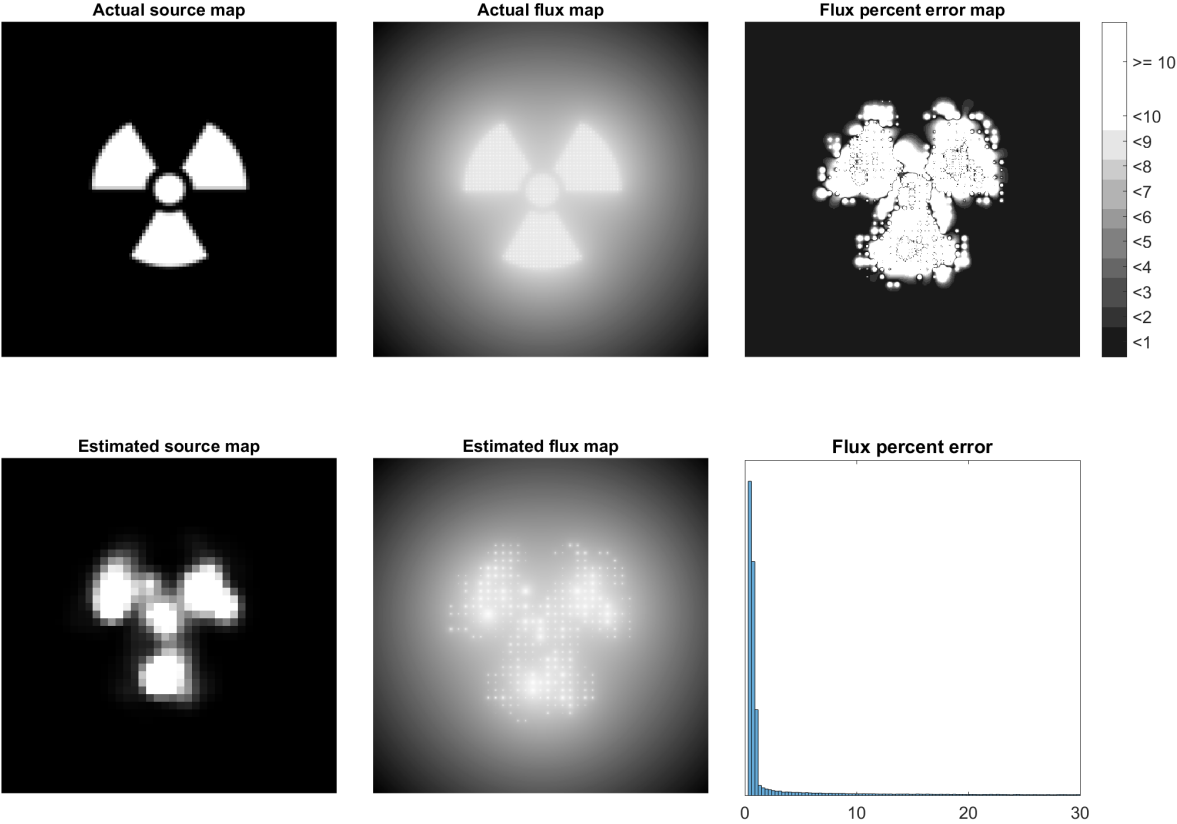 Actual source map
Actual flux map
Flux percent error map
>= 10
<10
<9
<8
<7
<6
<5
<4
<3
<2
<1
Estimated source map
Estimated flux map
Flux percent error
0
10
20
30